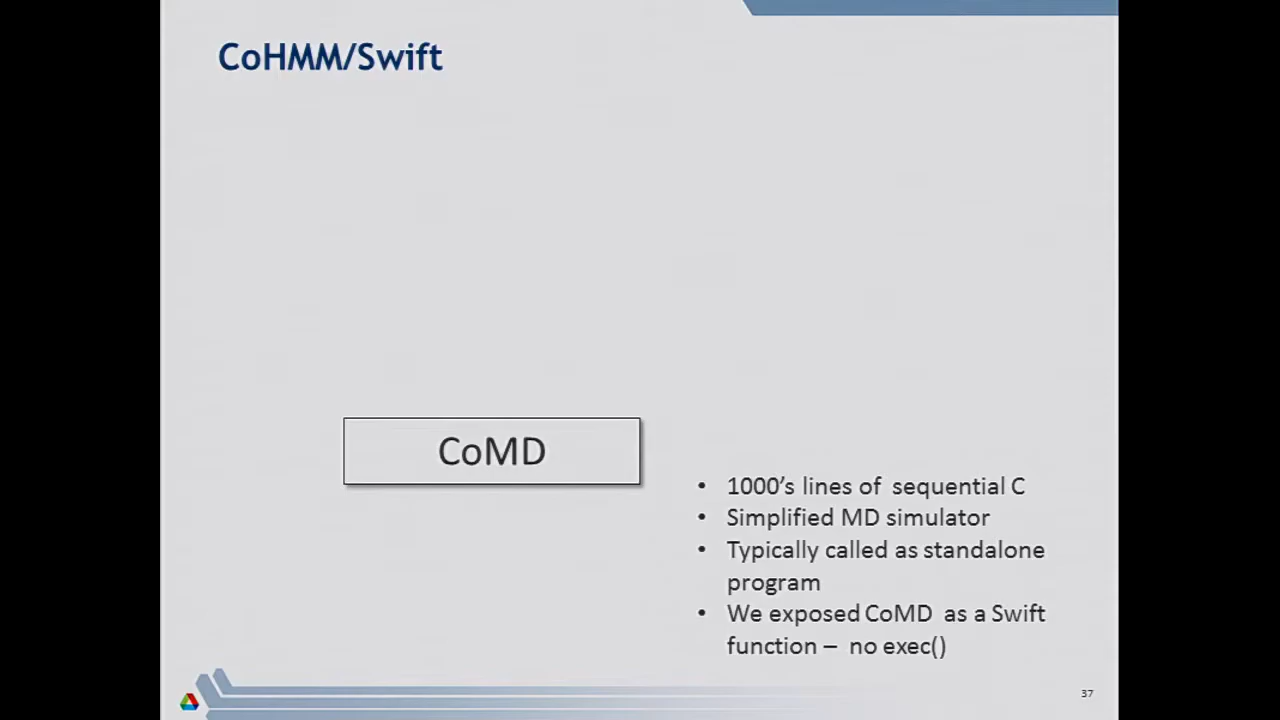 CoHMM/Swift
CoMD
• 1000's lines of sequential C
• Simplified MD simulator
• Typically called as standalone
program
• We exposed CoMD as a Swift
function – no exec()
37